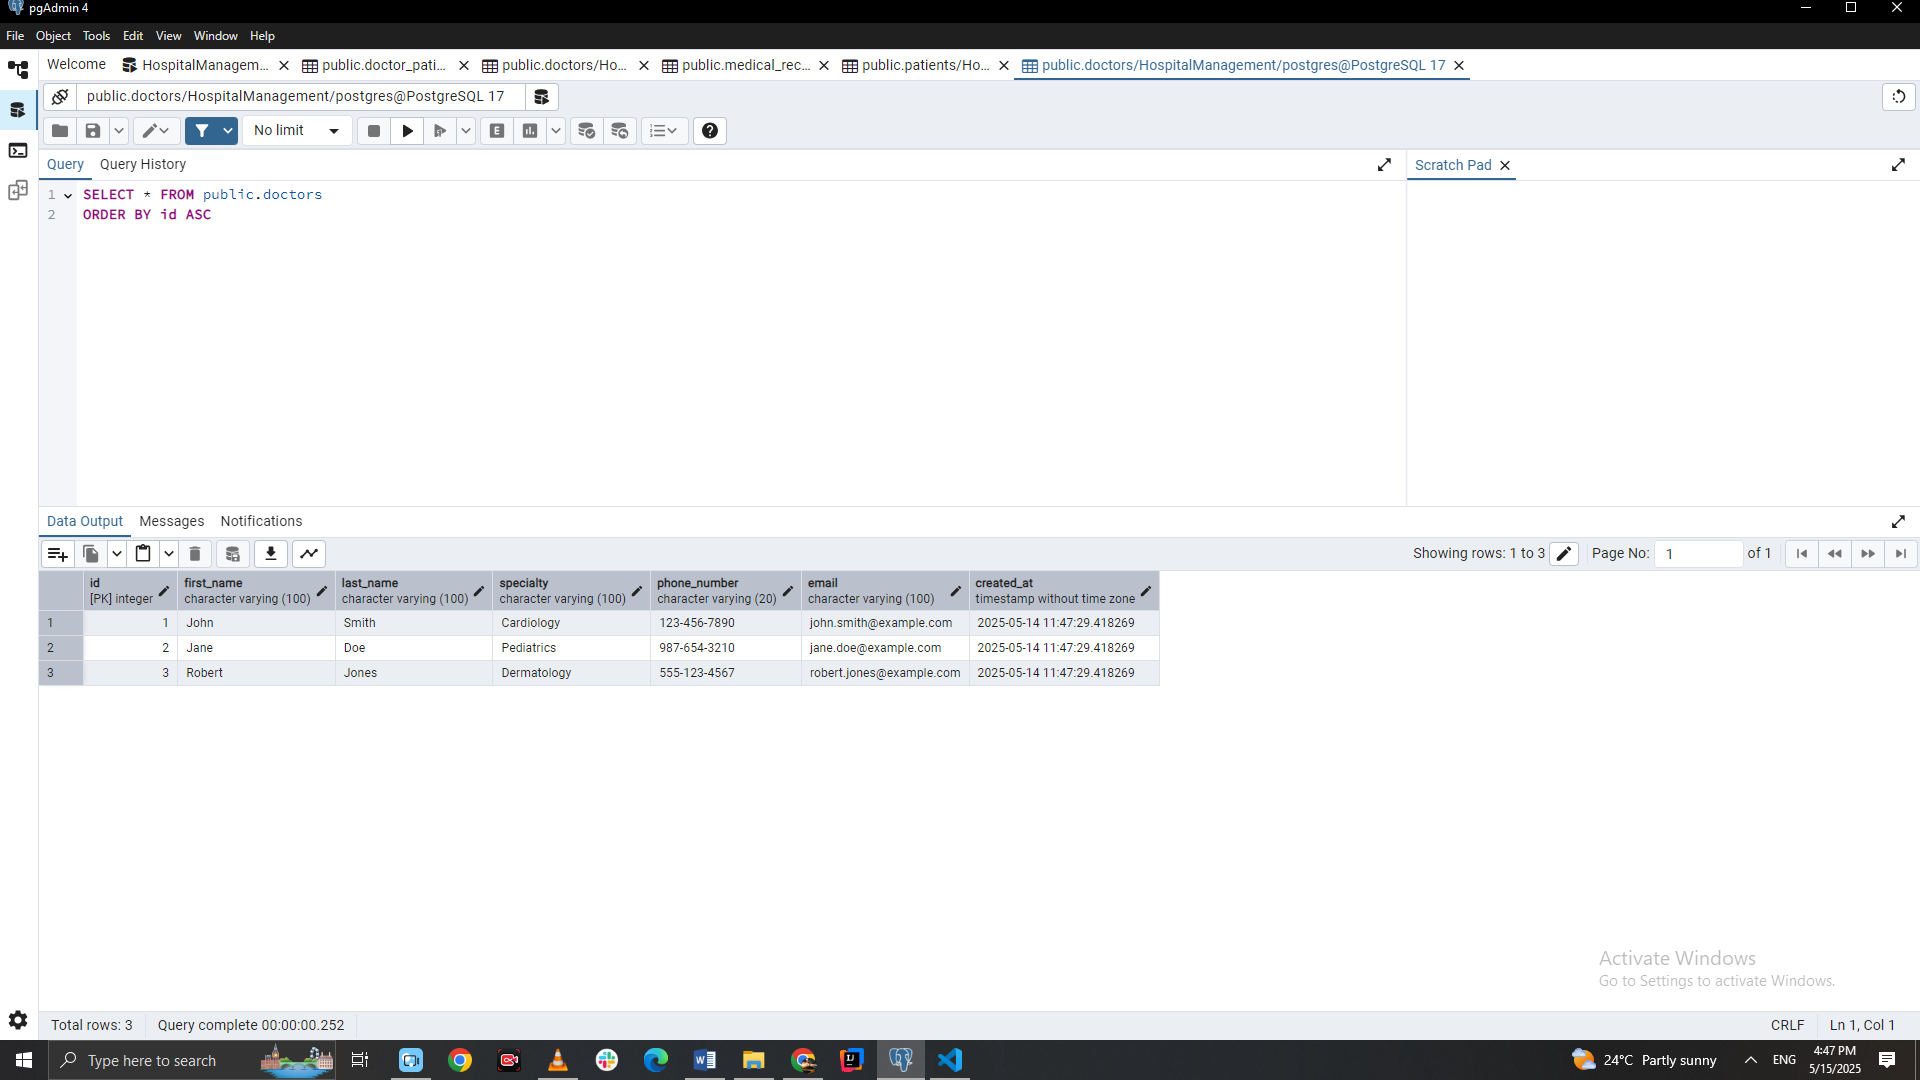 pgAdmin 4
File Object Tools Edit View Window Help
Welcome HospitalManagem... public.doctor_pati... public.doctors/Ho... public.medical_rec... public.patients/Ho... public.doctors/HospitalManagement/postgres@PostgreSQL 17
public.doctors/HospitalManagement/postgres@PostgreSQL 17
No limit E
Query Query History Scratch Pad
1 SELECT * FROM public.doctors
2 ORDER BY id ASC
Data Output Messages Notifications
Showing rows: 1 to 3 Page No: 1 of 1
id first_name last_name specialty phone_number email created_at
[PK] integer character varying (100) character varying (100) character varying (100) character varying (20) character varying (100) timestamp without time zone
1 1 John Smith Cardiology 123-456-7890 john.smith@example.com 2025-05-14 11:47:29.418269
2 2 Jane Doe Pediatrics 987-654-3210 jane.doe@example.com 2025-05-14 11:47:29.418269
3 3 Robert Jones Dermatology 555-123-4567 robert.jones@example.com 2025-05-14 11:47:29.418269
Activate Windows
Go to Settings to activate Windows.
Total rows: 3 Query complete 00:00:00.252 CRLF Ln 1, Col 1
Type here to search 24°C Partly sunny ENG 4:47 PM
5/15/2025